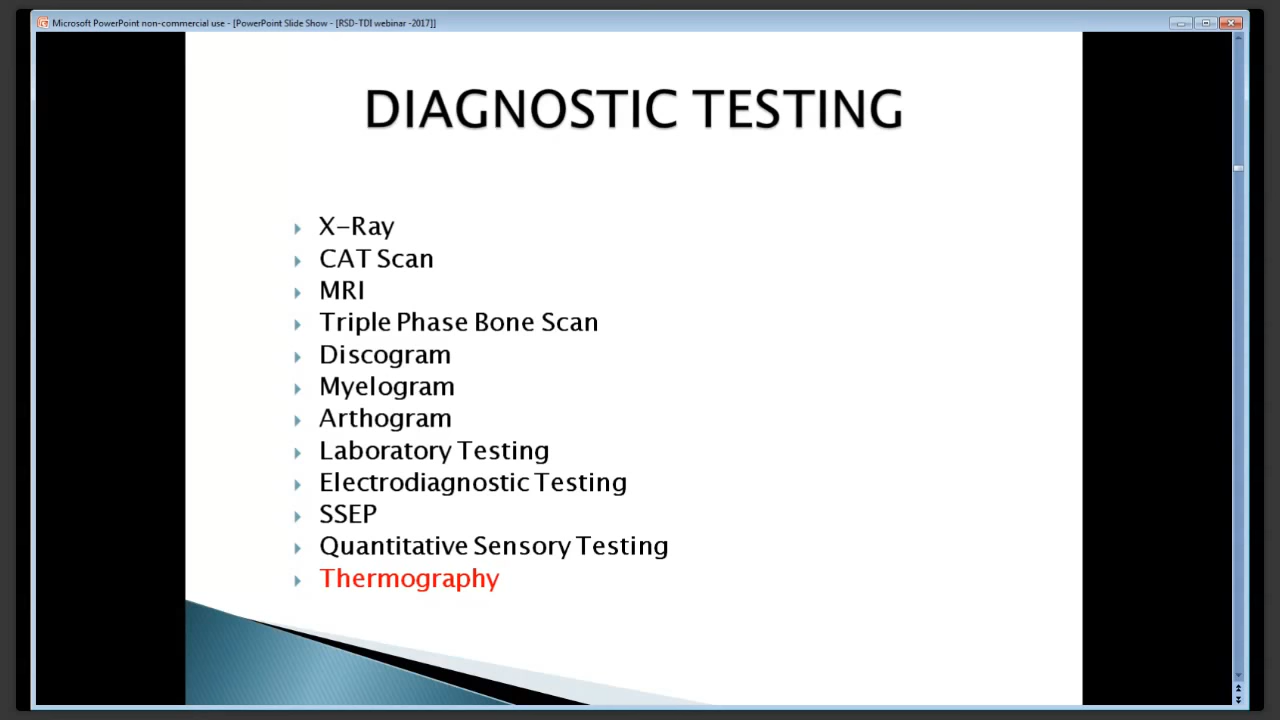 Microsoft PowerPoint non-commercial use - [PowerPoint Slide Show - [RSD-TDI webinar -2017]]
DIAGNOSTIC TESTING
X-Ray
CAT Scan
MRI
Triple Phase Bone Scan
Discogram
Myelogram
Arthogram
Laboratory Testing
Electrodiagnostic Testing
SSEP
Quantitative Sensory Testing
Thermography